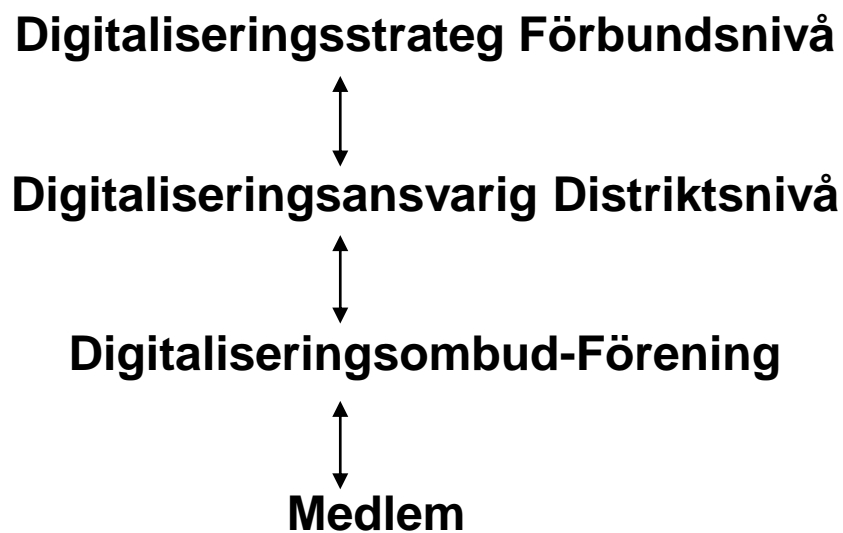 Digitaliseringsstrateg Förbundsnivå
Digitaliseringsansvarig Distriktsnivå
Digitaliseringsombud-Förening
Medlem